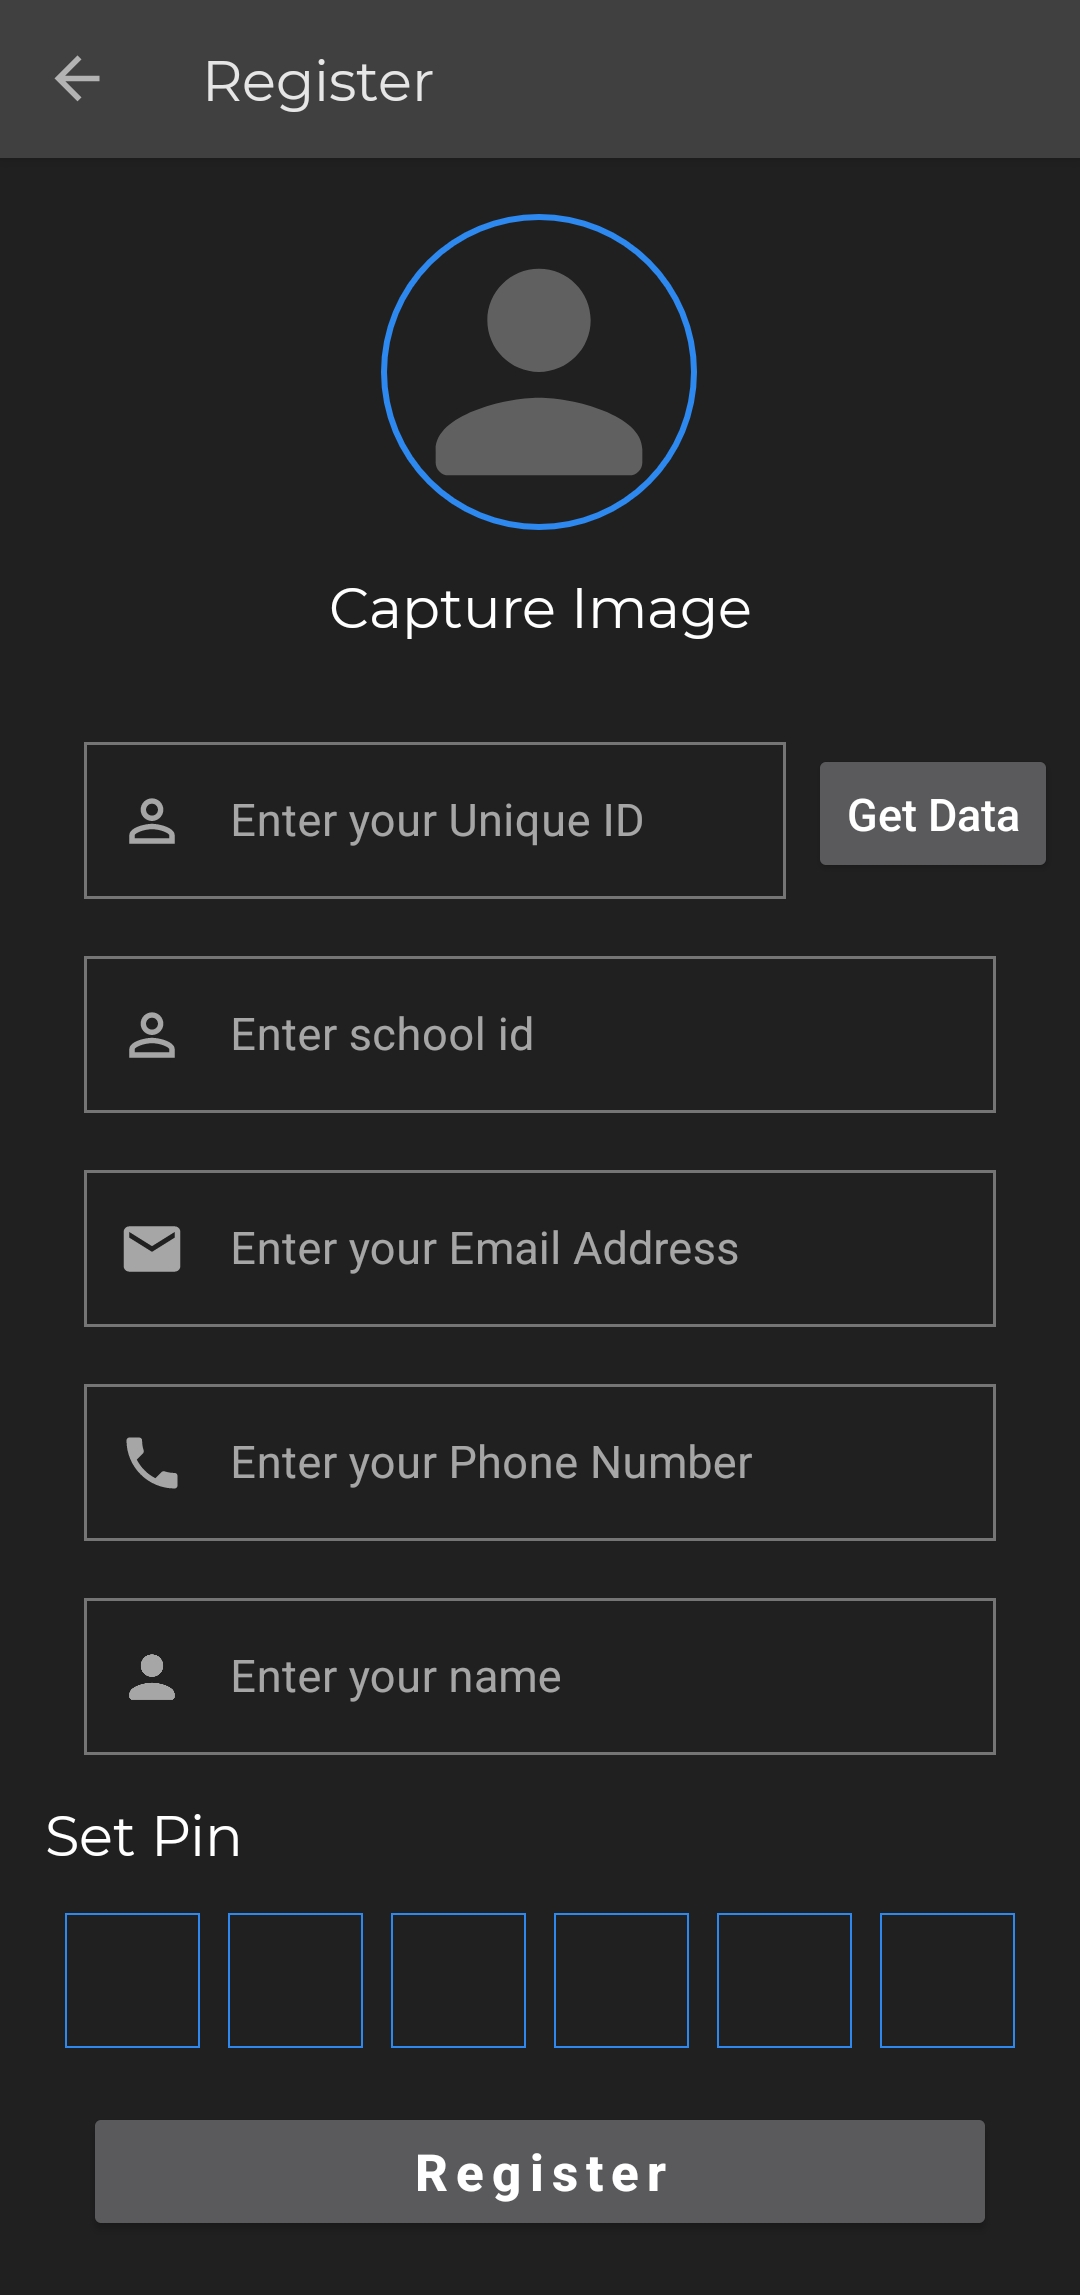 Register
Capture Image
Enter your Unique ID
Get Data
Enter school id
Enter your Email Address
Enter your Phone Number
Enter your name
Set Pin
Register